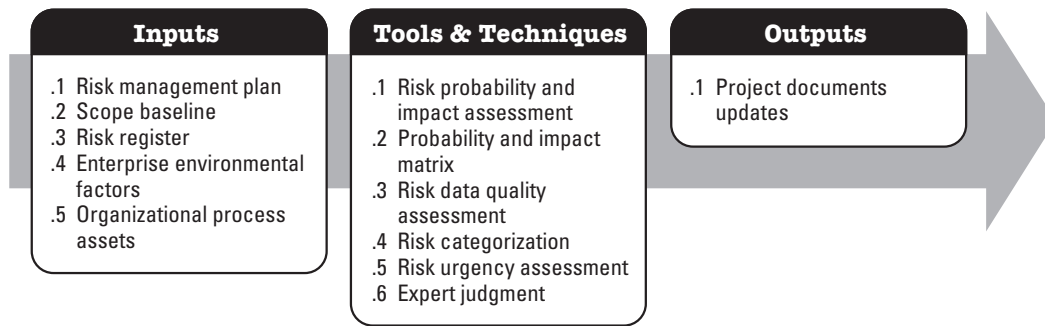 Inputs
.1 Risk management plan
.2 Scope baseline
.3 Risk register
.4 Enterprise environmental
factors
.5 Organizational process
assets
Tools & Techniques
.1 Risk probability and
impact assessment
.2 Probability and impact
matrix
.3 Risk data quality
assessment
.4 Risk categorization
.5 Risk urgency assessment
.6 Expert judgment
Outputs
.1 Project documents
updates